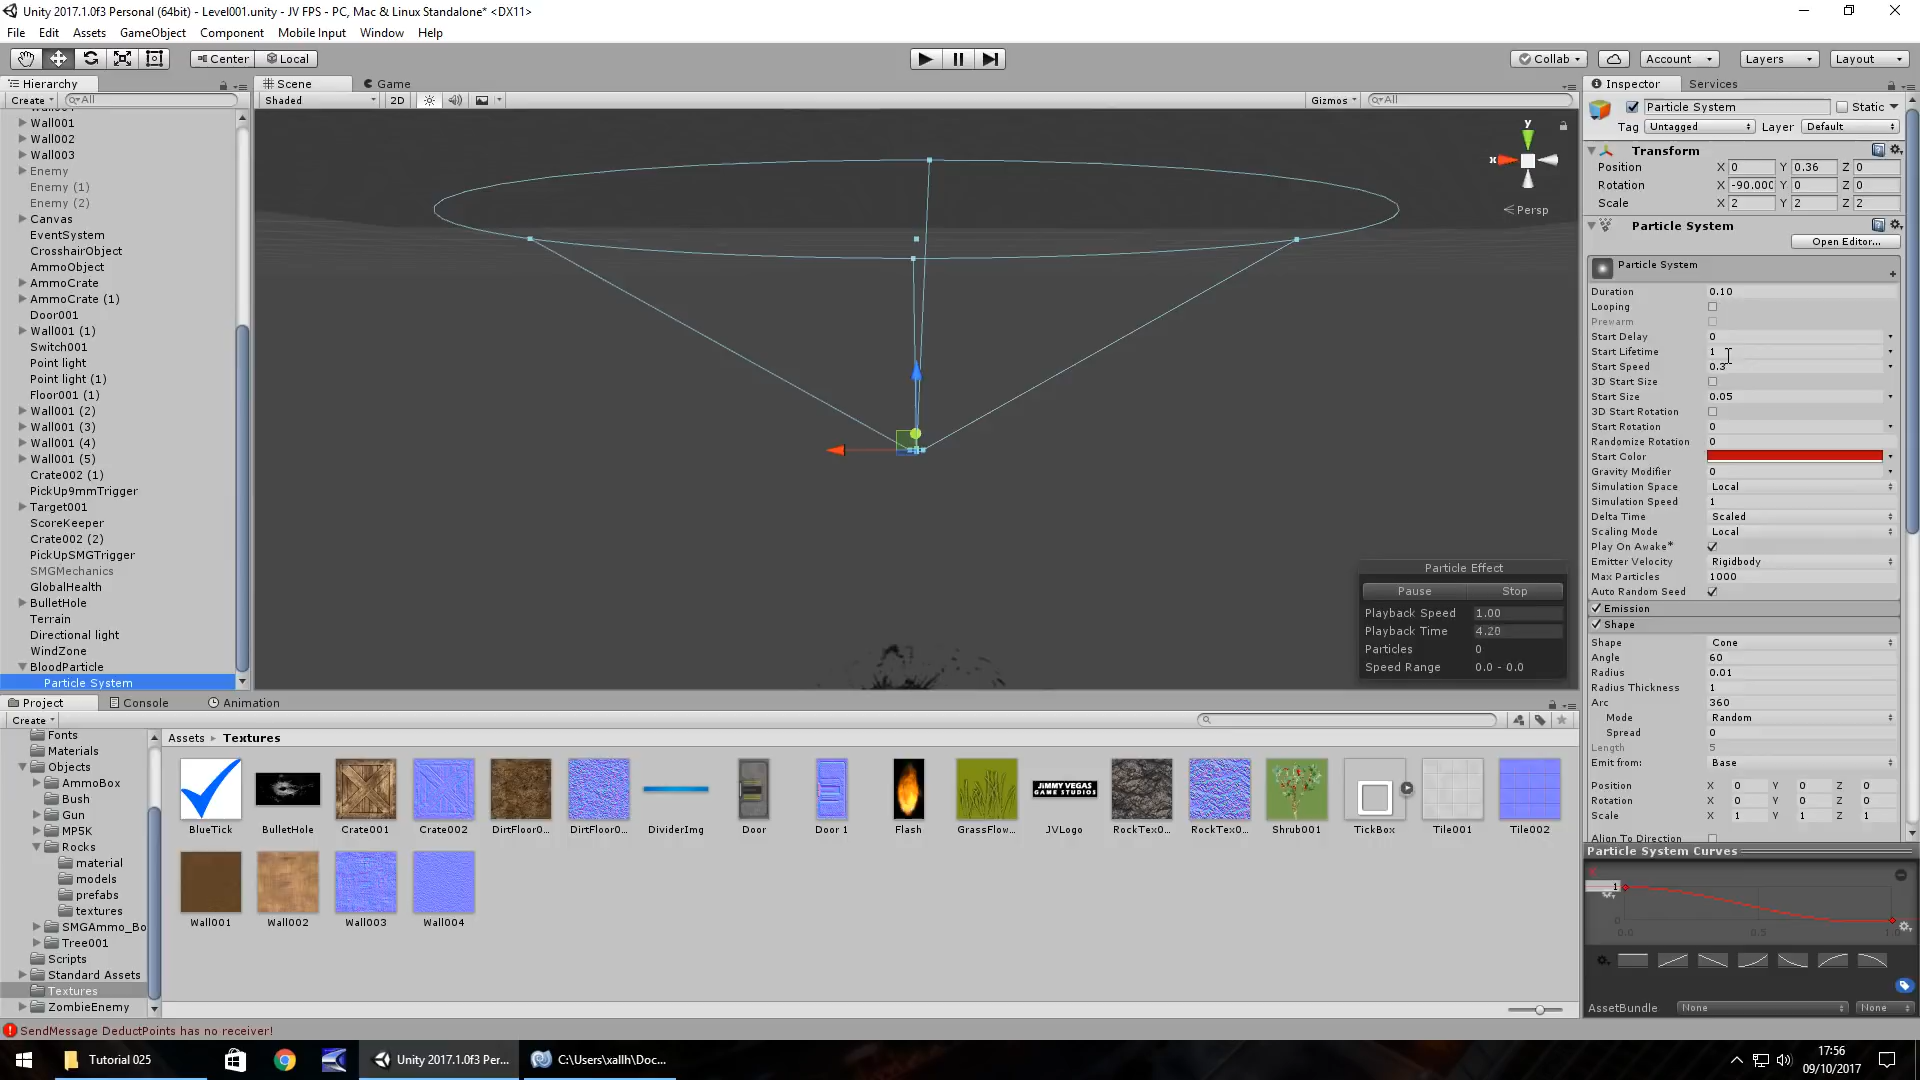 Unity 2017.1.0f3 Personal (64bit) - Level001.unity - JV FPS - PC, Mac & Linux Standalone* <DX11>
File Edit Assets GameObject Component Mobile Input Window Help
Center Local Collab Account Layers Layout
Hierarchy Scene Game Inspector Services
Create All Shaded 2D Gizmos All
Wall001
Wall002
Wall003
Enemy
Enemy (1)
Enemy (2)
Canvas
EventSystem
CrosshairObject
AmmoObject
AmmoCrate
AmmoCrate (1)
Door001
Wall001 (1)
Switch001
Point light
Point light (1)
Floor001 (1)
Wall001 (2)
Wall001 (3)
Wall001 (4)
Wall001 (5)
Crate002 (1)
PickUp9mmTrigger
Target001
ScoreKeeper
Crate002 (2)
PickUpSMGTrigger
SMGMechanics
GlobalHealth
BulletHole
Terrain
Directional light
WindZone
BloodParticle
Particle System
y
x
Persp
Particle Effect
Pause Stop
Playback Speed 1.00
Playback Time 4.20
Particles 0
Speed Range 0.0 - 0.0
Particle System Static
Tag Untagged Layer Default
Transform
Position X 0 Y 0.36 Z 0
Rotation X -90.000 Y 0 Z 0
Scale X 2 Y 2 Z 2
Particle System
Open Editor...
Particle System
Duration 0.10
Looping
Prewarm
Start Delay 0
Start Lifetime 1
Start Speed 0.3
3D Start Size
Start Size 0.05
3D Start Rotation
Start Rotation 0
Randomize Rotation 0
Start Color
Gravity Modifier 0
Simulation Space Local
Simulation Speed 1
Delta Time Scaled
Scaling Mode Local
Play On Awake*
Emitter Velocity Rigidbody
Max Particles 1000
Auto Random Seed
Emission
Shape
Shape Cone
Angle 60
Radius 0.01
Radius Thickness 1
Arc 360
Mode Random
Spread 0
Length 5
Emit from: Base
Position X 0 Y 0 Z 0
Rotation X 0 Y 0 Z 0
Scale X 1 Y 1 Z 1
Align To Direction
Particle System Curves
1
0
0.0 0.5 1.0
AssetBundle None None
Project Console Animation
Create
Fonts
Materials
Objects
AmmoBox
Bush
Gun
MP5K
Rocks
material
models
prefabs
textures
SMGAmmo_Bo
Tree001
Scripts
Standard Assets
Textures
ZombieEnemy
Assets Textures
JIMMY VEGAS
GAME STUDIOS
BlueTick BulletHole Crate001 Crate002 DirtFloor0... DirtFloor0... DividerImg Door Door 1 Flash GrassFlow... JVLogo RockTex0... RockTex0... Shrub001 TickBox Tile001 Tile002
Wall001 Wall002 Wall003 Wall004
SendMessage DeductPoints has no receiver!
Tutorial 025 Unity 2017.1.0f3 Per... C:\Users\xallh\Doc...
17:56
09/10/2017